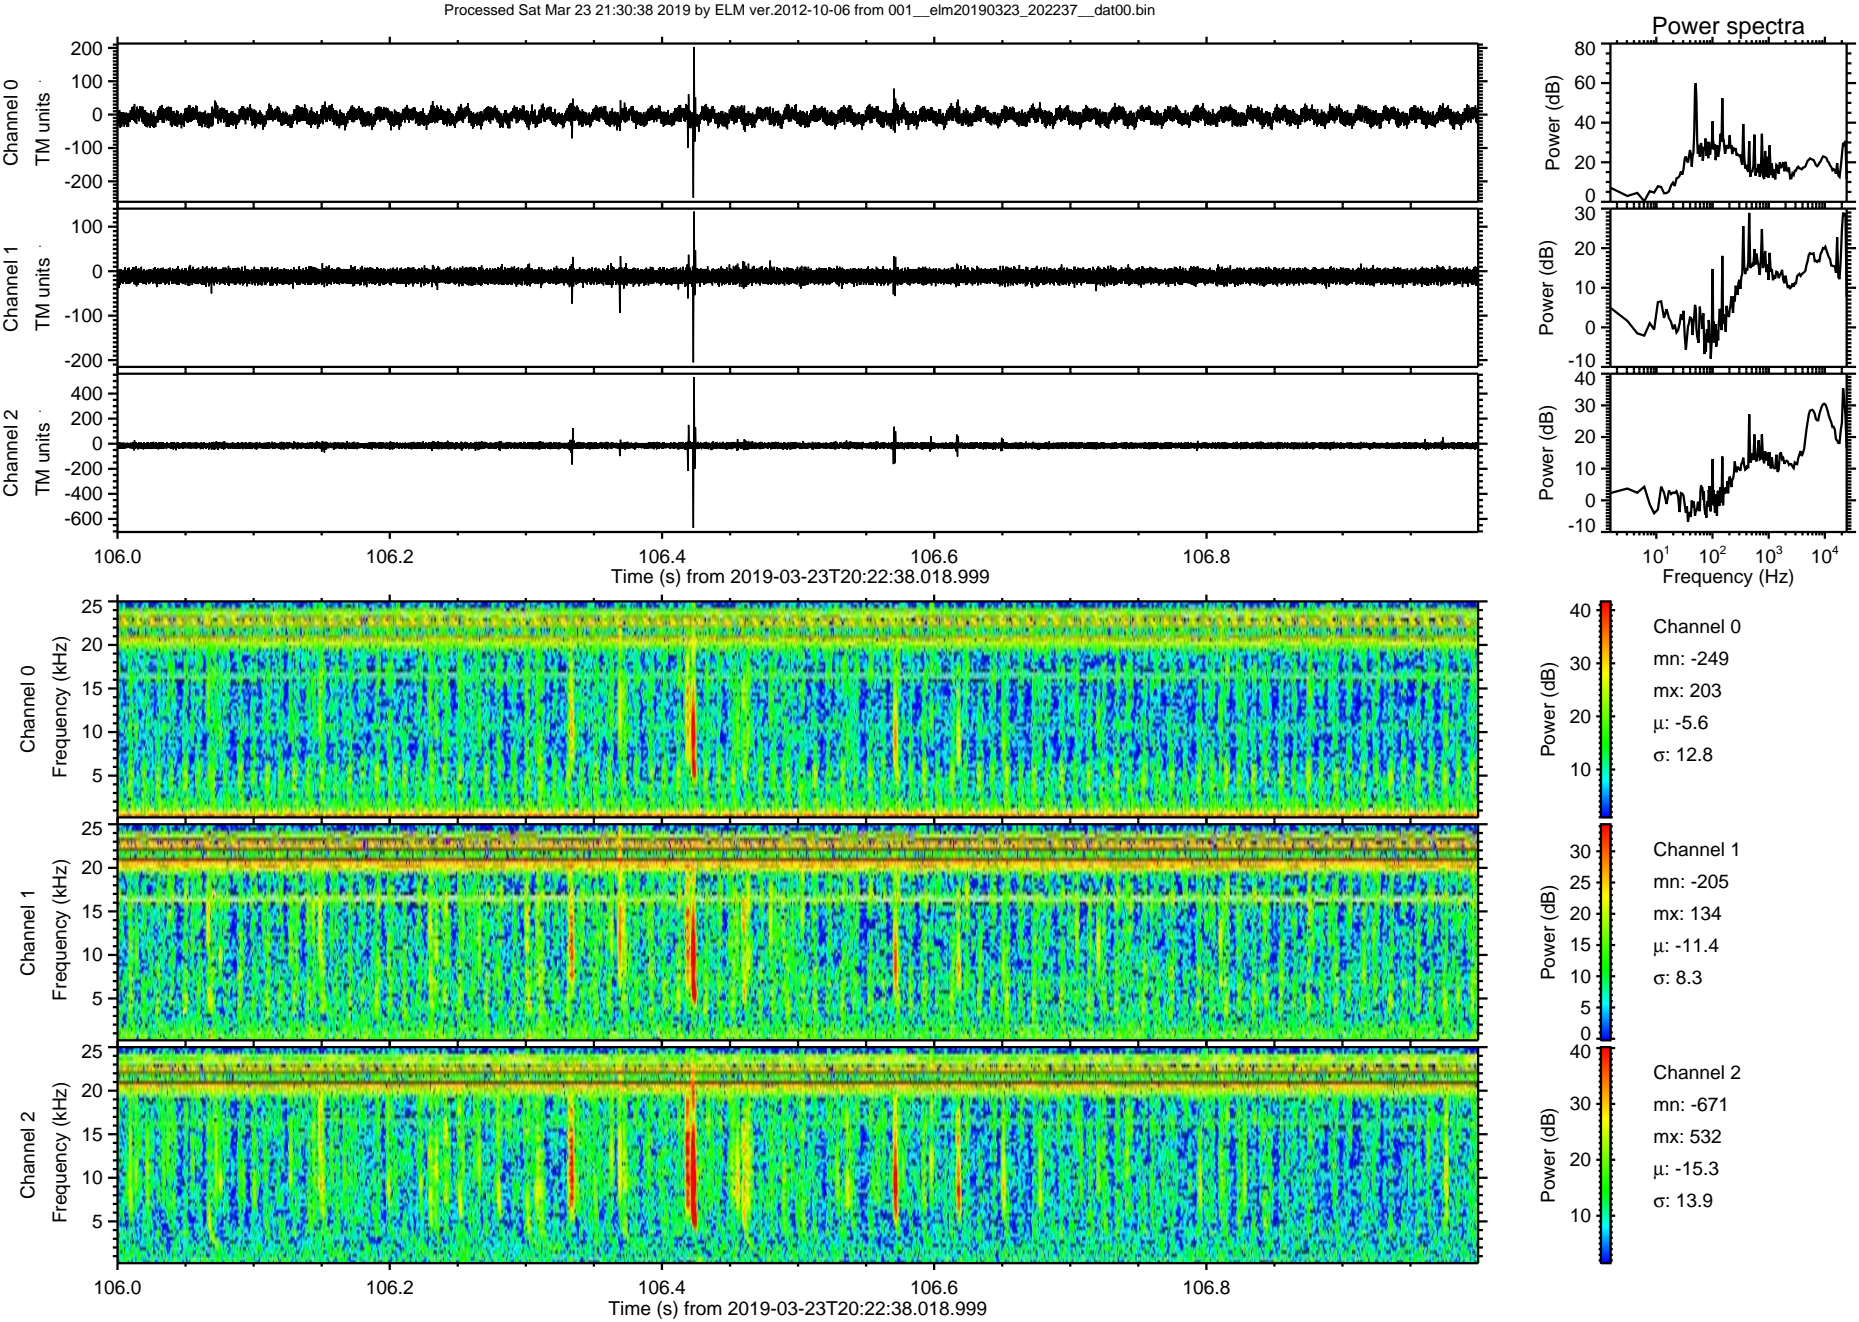 Processed Sat Mar 23 21:30:38 2019 by ELM ver.2012-10-06 from 001__elm20190323_202237__dat00.bin
Power spectra
Channel 0
TM units
200
100
0
-100
-200
Power (dB)
80
60
40
20
0
Channel 1
TM units
100
0
-100
-200
Power (dB)
30
20
10
0
-10
Channel 2
TM units
400
200
0
-200
-400
-600
Power (dB)
40
30
20
10
0
-10
106.0 106.2 106.4 106.6 106.8
Time (s) from 2019-03-23T20:22:38.018.999
10^1 10^2 10^3 10^4
Frequency (Hz)
Channel 0
Frequency (kHz)
25
20
15
10
5
Power (dB)
40
30
20
10
Channel 0
mn: -249
mx: 203
µ: -5.6
σ: 12.8
Channel 1
Frequency (kHz)
25
20
15
10
5
Power (dB)
30
25
20
15
10
5
0
Channel 1
mn: -205
mx: 134
µ: -11.4
σ: 8.3
Channel 2
Frequency (kHz)
25
20
15
10
5
Power (dB)
40
30
20
10
Channel 2
mn: -671
mx: 532
µ: -15.3
σ: 13.9
106.0 106.2 106.4 106.6 106.8
Time (s) from 2019-03-23T20:22:38.018.999